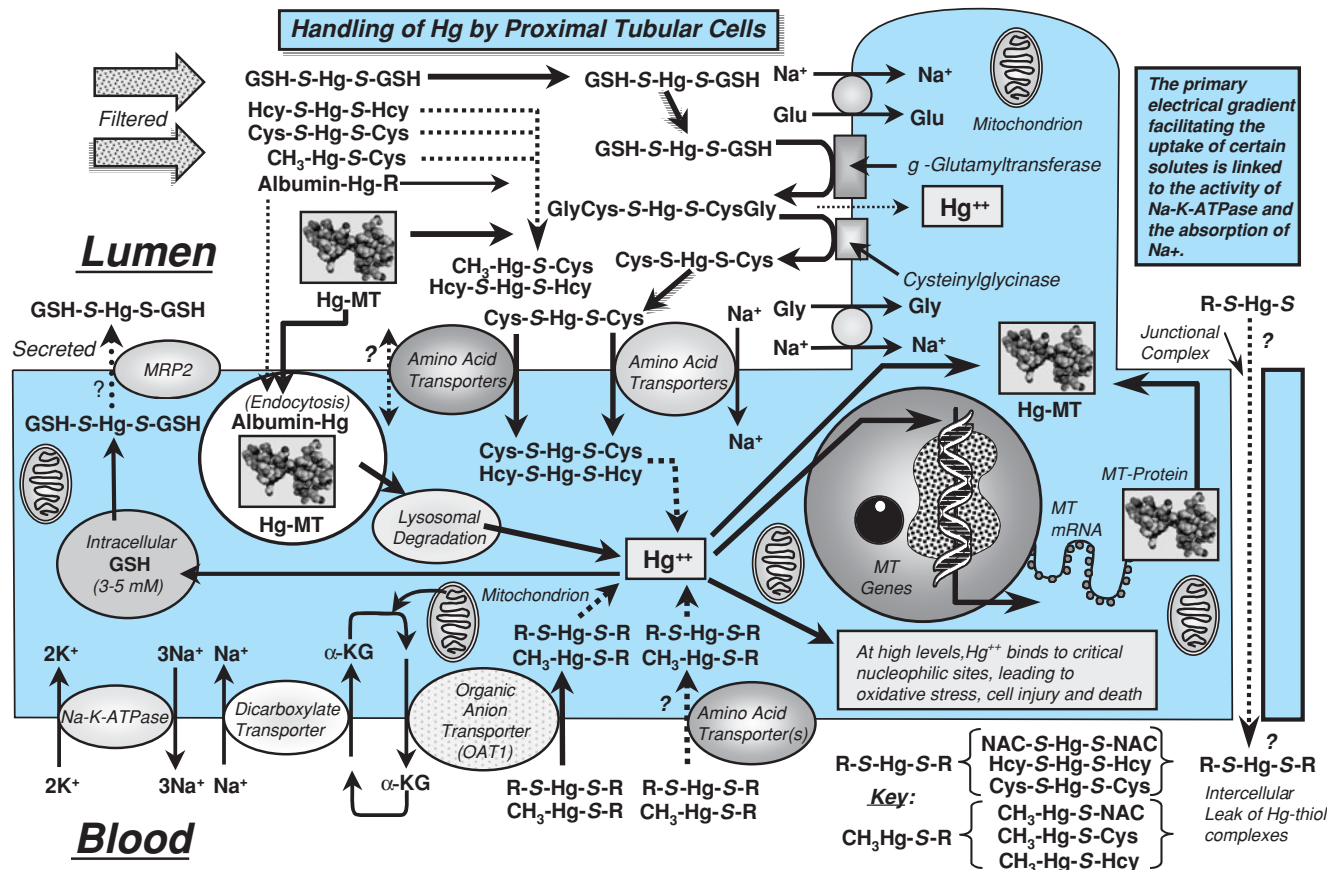 Handling of Hg by Proximal Tubular Cells
Filtered
GSH-S-Hg-S-GSH
Hcy-S-Hg-S-Hcy
Cys-S-Hg-S-Cys
CH₃-Hg-S-Cys
Albumin-Hg-R
Hg-MT
GSH-S-Hg-S-GSH
GSH-S-Hg-S-GSH
GlyCys-S-Hg-S-CysGly
Cys-S-Hg-S-Cys
CH₃-Hg-S-Cys
Hcy-S-Hg-S-Hcy
Cys-S-Hg-S-Cys
Na⁺
Na⁺
Glu
Glu
Mitochondrion
g -Glutamyltransferase
Hg⁺⁺
Cysteinylglycinase
Gly
Gly
Na⁺
Na⁺
Na⁺
Na⁺
The primary
electrical gradient
facilitating the
uptake of certain
solutes is linked
to the activity of
Na-K-ATPase and
the absorption of
Na+.
Lumen
GSH-S-Hg-S-GSH
Secreted
?
MRP2
GSH-S-Hg-S-GSH
(Endocytosis)
Albumin-Hg
Hg-MT
?
Amino Acid
Transporters
Amino Acid
Transporters
Cys-S-Hg-S-Cys
Hcy-S-Hg-S-Hcy
Lysosomal
Degradation
Hg⁺⁺
Intracellular
GSH
(3-5 mM)
Hg-MT
MT-Protein
MT
mRNA
MT
Genes
R-S-Hg-S
Junctional
Complex
?
Mitochondrion
R-S-Hg-S-R
CH₃-Hg-S-R
R-S-Hg-S-R
CH₃-Hg-S-R
At high levels,Hg⁺⁺ binds to critical
nucleophilic sites, leading to
oxidative stress, cell injury and death
2K⁺
3Na⁺
Na⁺
α-KG
Na-K-ATPase
Dicarboxylate
Transporter
Organic
Anion
Transporter
(OAT1)
?
Amino Acid
Transporter(s)
2K⁺
3Na⁺
Na⁺
α-KG
R-S-Hg-S-R
CH₃-Hg-S-R
R-S-Hg-S-R
CH₃-Hg-S-R
Blood
R-S-Hg-S-R
NAC-S-Hg-S-NAC
Hcy-S-Hg-S-Hcy
Cys-S-Hg-S-Cys
Key:
CH₃Hg-S-R
CH₃-Hg-S-NAC
CH₃-Hg-S-Cys
CH₃-Hg-S-Hcy
?
R-S-Hg-S-R
Intercellular
Leak of Hg-thiol
complexes